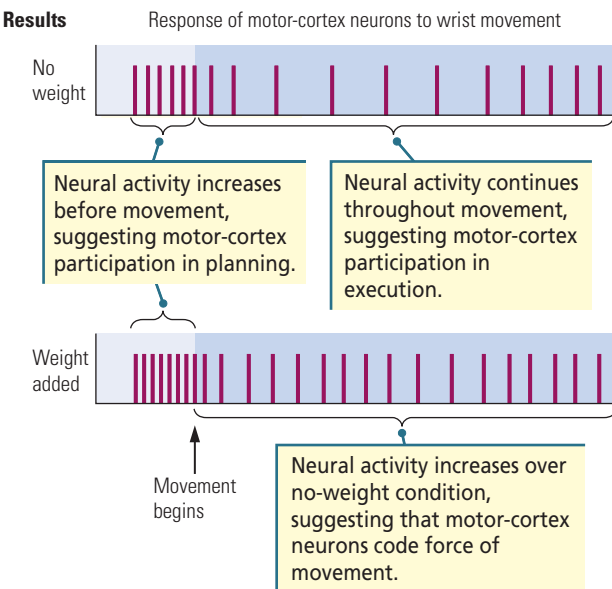 Results Response of motor-cortex neurons to wrist movement
No
weight
Neural activity increases
before movement,
suggesting motor-cortex
participation in planning.
Neural activity continues
throughout movement,
suggesting motor-cortex
participation in
execution.
Weight
added
Movement
begins
Neural activity increases over
no-weight condition,
suggesting that motor-cortex
neurons code force of
movement.